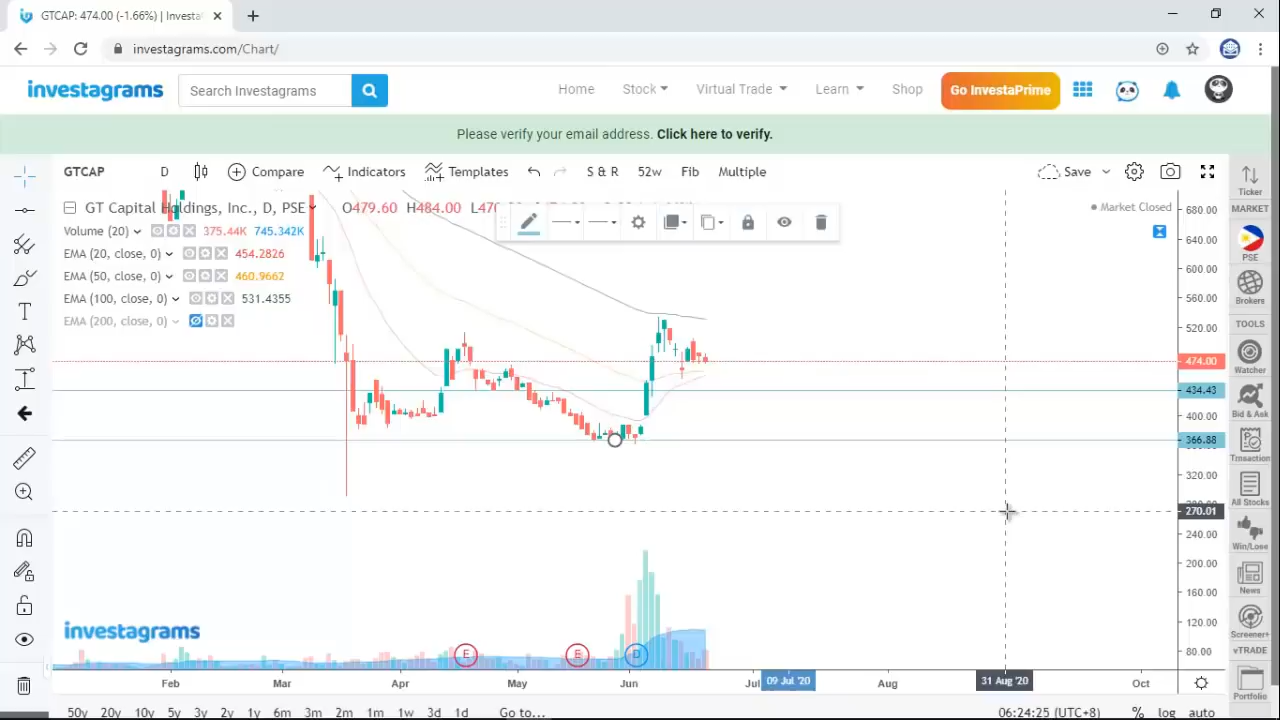 GTCAP: 474.00 (-1.66%) | Investa
investagrams.com/Chart/
investagrams
Search Investagrams
Home
Stock
Virtual Trade
Learn
Shop
Go InvestaPrime
Please verify your email address. Click here to verify.
GTCAP
D
Compare
Indicators
Templates
S & R
52w
Fib
Multiple
Save
Ticker
GT Capital Holdings, Inc., D, PSE
O479.60 H484.00
Market Closed
Volume (20)
375.44K 745.342K
EMA (20, close, 0)
454.2826
EMA (50, close, 0)
460.9662
EMA (100, close, 0)
531.4355
EMA (200, close, 0)
680.00
640.00
600.00
560.00
520.00
474.00
434.43
400.00
366.88
320.00
270.01
240.00
200.00
160.00
120.00
80.00
MARKET
PSE
Brokers
TOOLS
Watcher
Bid & Ask
Trnsaction
All Stocks
Win/Lose
News
Screener+
vTRADE
Portfolio
investagrams
E
E
D
Feb
Mar
Apr
May
Jun
Jul
09 Jul '20
Aug
31 Aug '20
Oct
50y 20y 10y 5y 3y 2y 1y 6m 3m 2m 1m 1w 3d 1d Go to...
06:24:25 (UTC+8)
% log auto